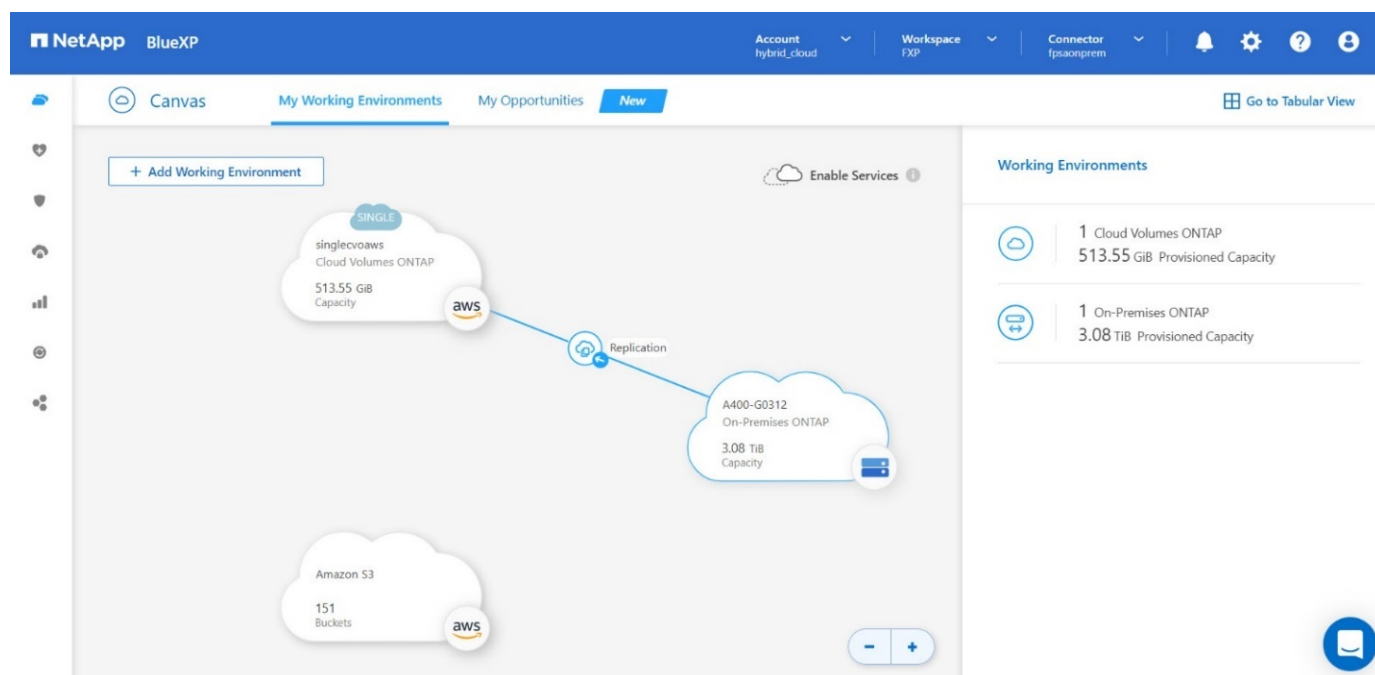 NetApp BlueXP
Account
hybrid_cloud
Workspace
FXP
Connector
fpsaonprem
Canvas
My Working Environments
My Opportunities
New
Go to Tabular View
+ Add Working Environment
Enable Services
SINGLE
singlecvoaws
Cloud Volumes ONTAP
513.55 GiB
Capacity
aws
Replication
A400-G0312
On-Premises ONTAP
3.08 TiB
Capacity
Amazon S3
151
Buckets
aws
- +
Working Environments
1 Cloud Volumes ONTAP
513.55 GiB Provisioned Capacity
1 On-Premises ONTAP
3.08 TiB Provisioned Capacity